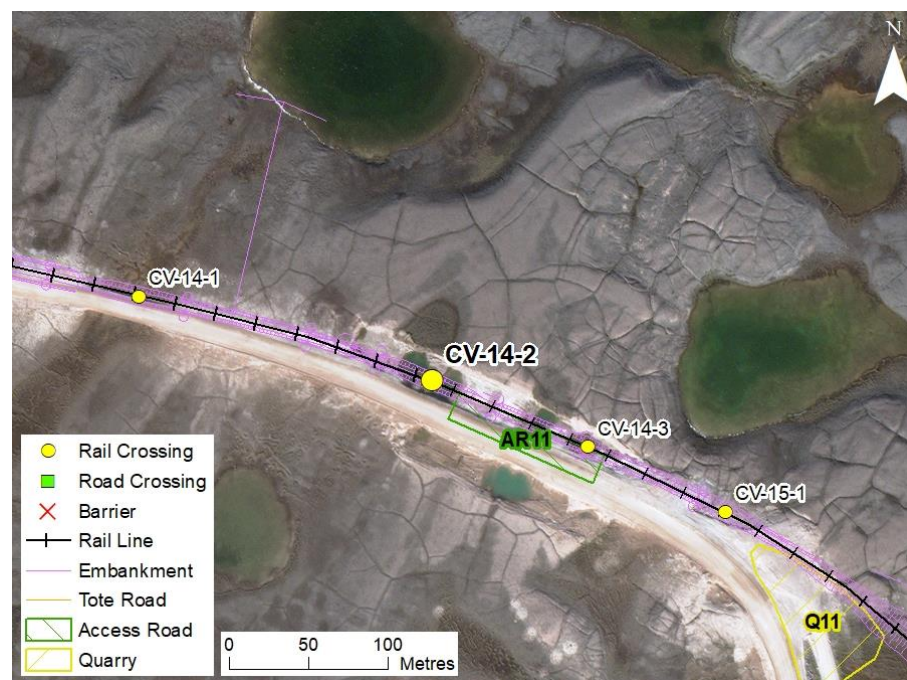 N
CV-14-1
CV-14-2
CV-14-3
AR11
CV-15-1
Q11
Rail Crossing
Road Crossing
Barrier
Rail Line
Embankment
Tote Road
Access Road
Quarry
0 50 100
Metres